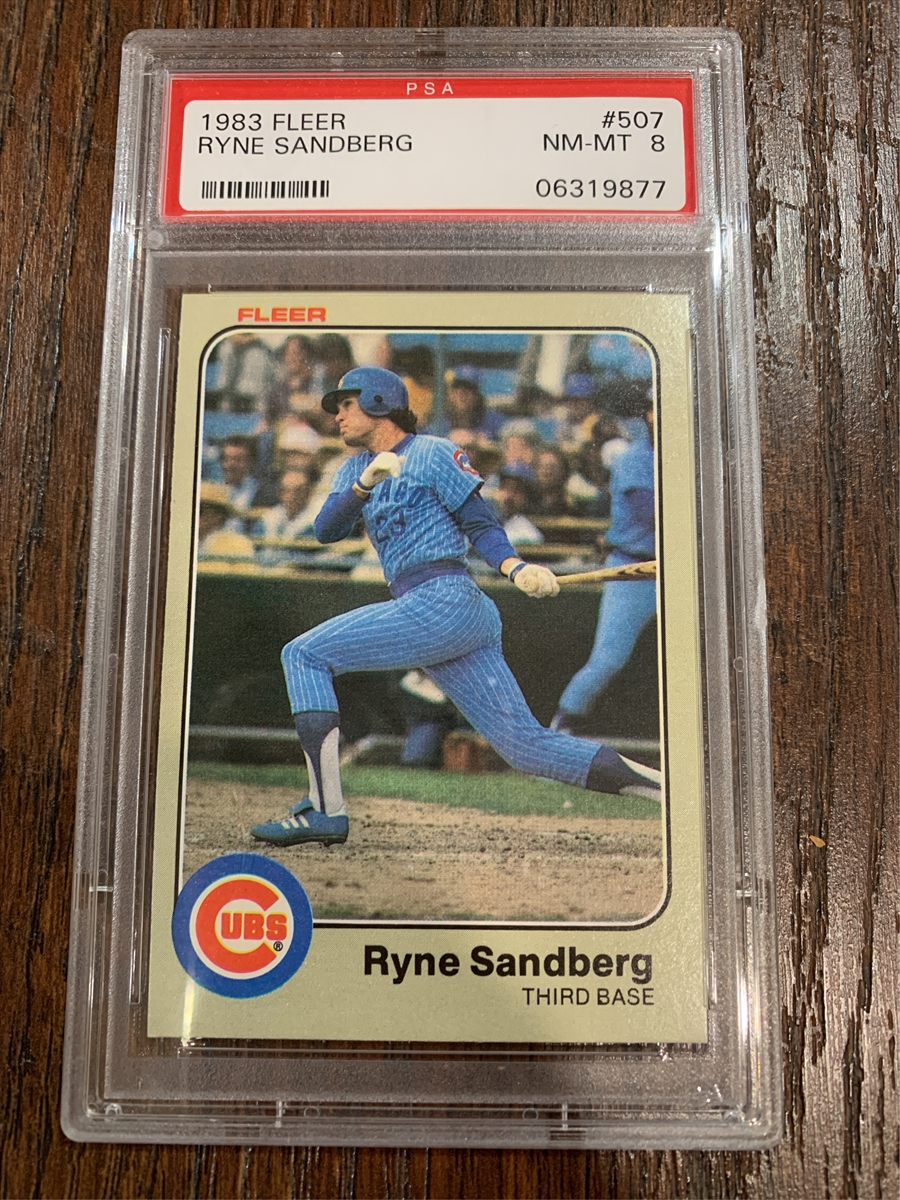 PSA
1983 FLEER #507
RYNE SANDBERG NM-MT 8
06319877
FLEER
CUBS®
Ryne Sandberg
THIRD BASE